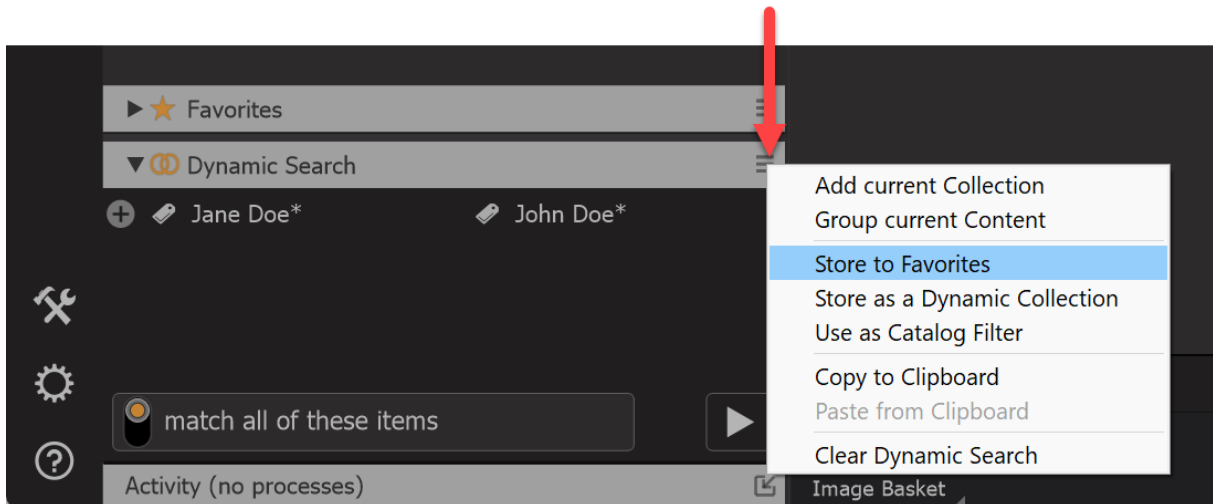 Favorites
Dynamic Search
Jane Doe* John Doe*
match all of these items
Activity (no processes)
Add current Collection
Group current Content
Store to Favorites
Store as a Dynamic Collection
Use as Catalog Filter
Copy to Clipboard
Paste from Clipboard
Clear Dynamic Search
Image Basket